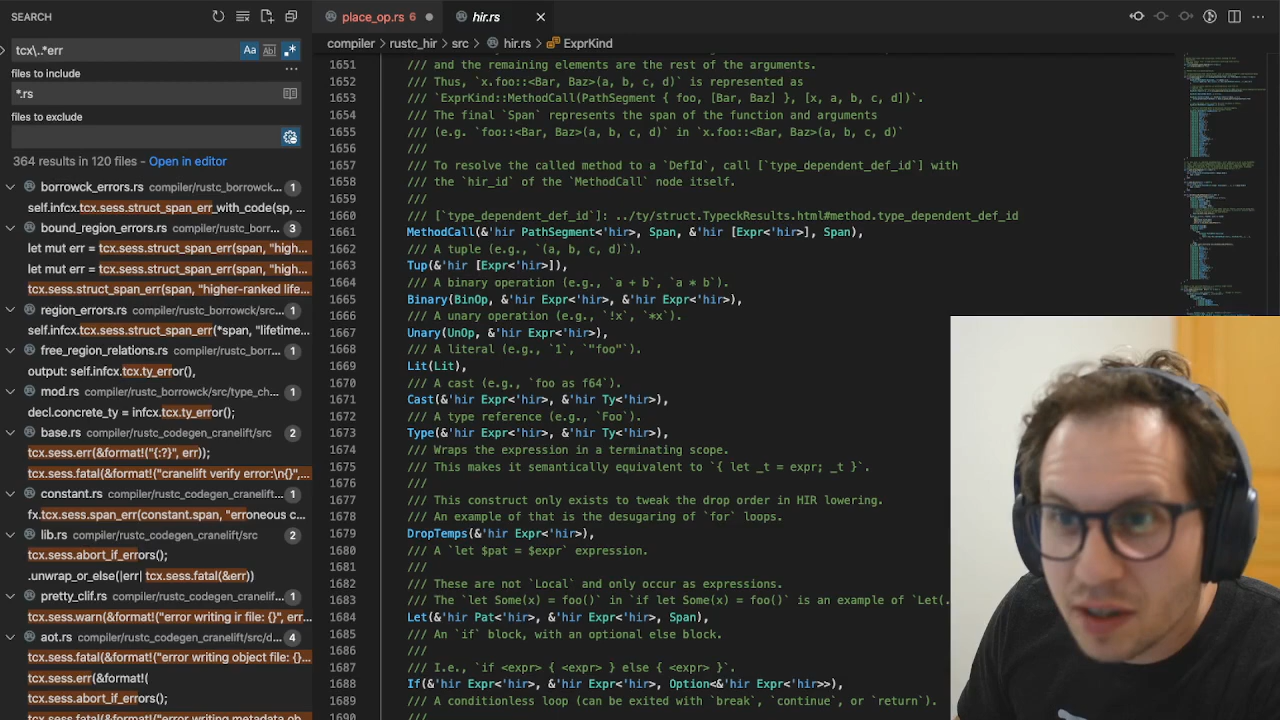 SEARCH
tcx\..*err
Aa
files to include
*.rs
files to exclude
364 results in 120 files - Open in editor
borrowck_errors.rs compiler/rustc_borrowck... 1
self.infcx.tcx.sess.struct_span_err_with_code(sp, ...
bound_region_errors.rs compiler/rustc_bor... 3
let mut err = tcx.sess.struct_span_err(span, "high...
let mut err = tcx.sess.struct_span_err(span, "high...
tcx.sess.struct_span_err(span, "higher-ranked life...
region_errors.rs compiler/rustc_borrowck/src... 1
self.infcx.tcx.sess.struct_span_err(*span, "lifetime...
free_region_relations.rs compiler/rustc_borr... 1
output: self.infcx.tcx.ty_error(),
mod.rs compiler/rustc_borrowck/src/type_ch... 1
decl.concrete_ty = infcx.tcx.ty_error();
base.rs compiler/rustc_codegen_cranelift/src 2
tcx.sess.err(&format!("{:?}", err));
tcx.sess.fatal(&format!("cranelift verify error:\n{}",...
constant.rs compiler/rustc_codegen_cranelift... 1
fx.tcx.sess.span_err(constant.span, "erroneous c...
lib.rs compiler/rustc_codegen_cranelift/src 2
tcx.sess.abort_if_errors();
.unwrap_or_else(|err| tcx.sess.fatal(&err))
pretty_clif.rs compiler/rustc_codegen_cranelift... 1
tcx.sess.warn(&format!("error writing ir file: {}", err...
aot.rs compiler/rustc_codegen_cranelift/src/d... 4
tcx.sess.fatal(&format!("error writing object file: {}...
tcx.sess.err(&format!(
tcx.sess.abort_if_errors();
tcx.sess.fatal(&format!("error writing metadata ob...
place_op.rs 6
hir.rs
compiler > rustc_hir > src > hir.rs > ExprKind
1651 /// and the remaining elements are the rest of the arguments.
1652 /// Thus, `x.foo::<Bar, Baz>(a, b, c, d)` is represented as
1653 /// `ExprKind::MethodCall(PathSegment { foo, [Bar, Baz] }, [x, a, b, c, d])`.
1654 /// The final `Span` represents the span of the function and arguments
1655 /// (e.g. `foo::<Bar, Baz>(a, b, c, d)` in `x.foo::<Bar, Baz>(a, b, c, d)`
1656 ///
1657 /// To resolve the called method to a `DefId`, call [`type_dependent_def_id`] with
1658 /// the `hir_id` of the `MethodCall` node itself.
1659 ///
1660 /// [`type_dependent_def_id`]: ../ty/struct.TypeckResults.html#method.type_dependent_def_id
1661 MethodCall(&'hir PathSegment<'hir>, Span, &'hir [Expr<'hir>], Span),
1662 /// A tuple (e.g., `(a, b, c, d)`).
1663 Tup(&'hir [Expr<'hir>]),
1664 /// A binary operation (e.g., `a + b`, `a * b`).
1665 Binary(BinOp, &'hir Expr<'hir>, &'hir Expr<'hir>),
1666 /// A unary operation (e.g., `!x`, `*x`).
1667 Unary(UnOp, &'hir Expr<'hir>),
1668 /// A literal (e.g., `1`, `"foo"`).
1669 Lit(Lit),
1670 /// A cast (e.g., `foo as f64`).
1671 Cast(&'hir Expr<'hir>, &'hir Ty<'hir>),
1672 /// A type reference (e.g., `Foo`).
1673 Type(&'hir Expr<'hir>, &'hir Ty<'hir>),
1674 /// Wraps the expression in a terminating scope.
1675 /// This makes it semantically equivalent to `{ let _t = expr; _t }`.
1676 ///
1677 /// This construct only exists to tweak the drop order in HIR lowering.
1678 /// An example of that is the desugaring of `for` loops.
1679 DropTemps(&'hir Expr<'hir>),
1680 /// A `let $pat = $expr` expression.
1681 ///
1682 /// These are not `Local` and only occur as expressions.
1683 /// The `let Some(x) = foo()` in `if let Some(x) = foo()` is an example of `Let(.
1684 Let(&'hir Pat<'hir>, &'hir Expr<'hir>, Span),
1685 /// An `if` block, with an optional else block.
1686 ///
1687 /// I.e., `if <expr> { <expr> } else { <expr> }`.
1688 If(&'hir Expr<'hir>, &'hir Expr<'hir>, Option<&'hir Expr<'hir>>),
1689 /// A conditionless loop (can be exited with `break`, `continue`, or `return`).
1690 ///